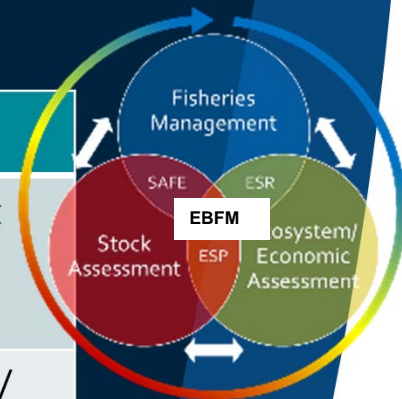 Fisheries
Management
SAFE
ESR
EBFM
Stock
Assessment
ESP
osystem/
Economic
Assessment
/